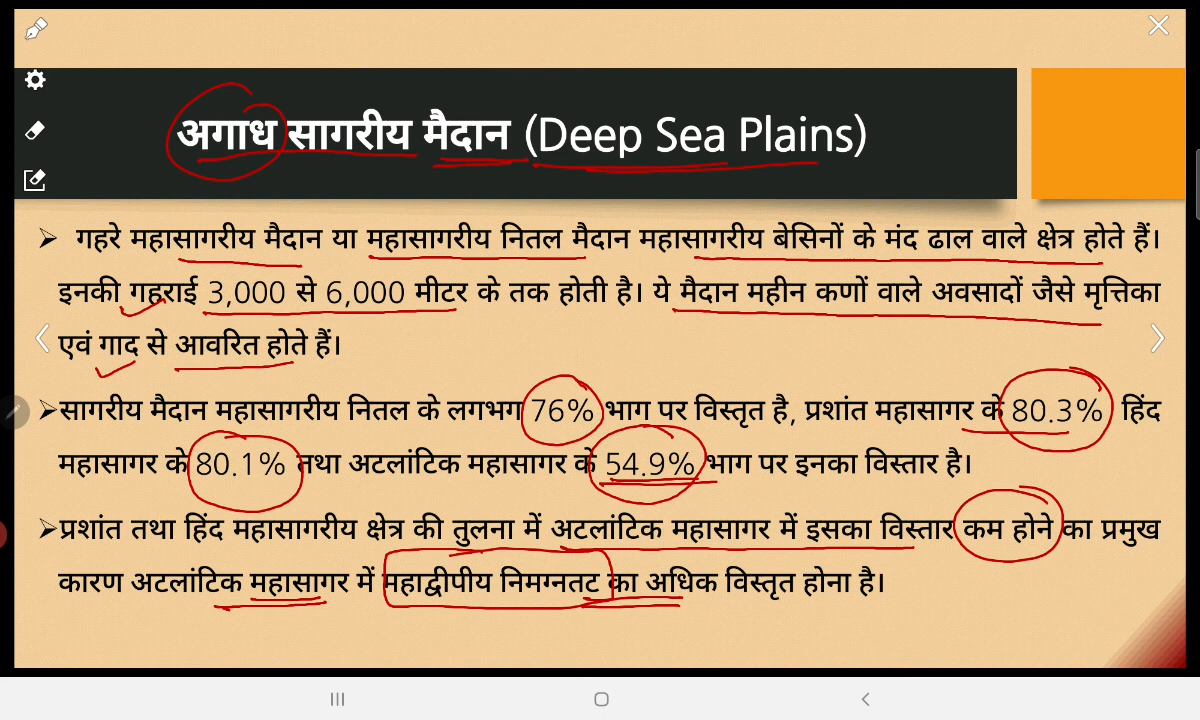 अगाध सागरीय मैदान (Deep Sea Plains)
➢ गहरे महासागरीय मैदान या महासागरीय नितल मैदान महासागरीय बेसिनों के मंद ढाल वाले क्षेत्र होते हैं।
इनकी गहराई 3,000 से 6,000 मीटर के तक होती है। ये मैदान महीन कणों वाले अवसादों जैसे मृत्तिका
एवं गाद से आवरित होते हैं।
➢सागरीय मैदान महासागरीय नितल के लगभग 76% भाग पर विस्तृत है, प्रशांत महासागर के 80.3% हिंद
महासागर के 80.1% तथा अटलांटिक महासागर के 54.9% भाग पर इनका विस्तार है।
➢प्रशांत तथा हिंद महासागरीय क्षेत्र की तुलना में अटलांटिक महासागर में इसका विस्तार कम होने का प्रमुख
कारण अटलांटिक महासागर में महाद्वीपीय निमग्नतट का अधिक विस्तृत होना है।